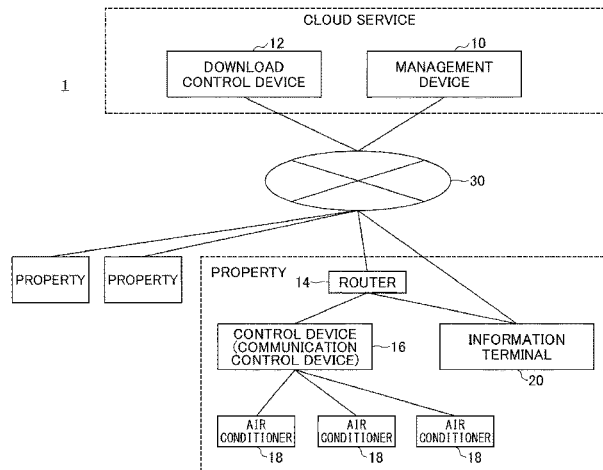 CLOUD SERVICE
12
10
DOWNLOAD
CONTROL DEVICE
MANAGEMENT
DEVICE
1
30
PROPERTY
PROPERTY
PROPERTY
14
ROUTER
CONTROL DEVICE
(COMMUNICATION
CONTROL DEVICE)
16
INFORMATION
TERMINAL
20
AIR
CONDITIONER
AIR
CONDITIONER
AIR
CONDITIONER
18
18
18